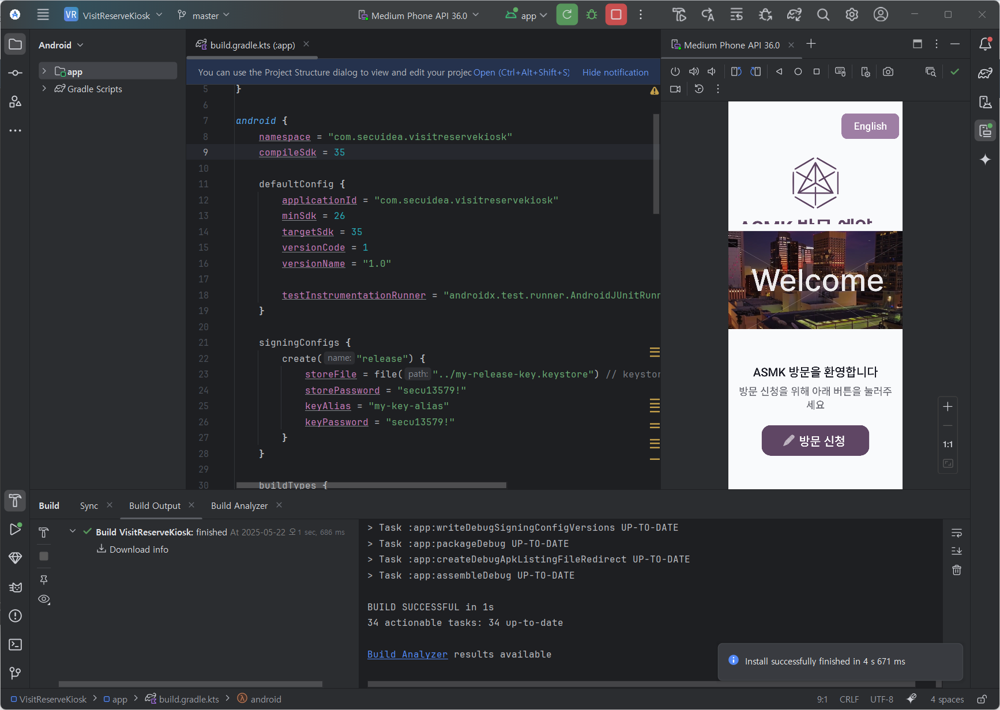 VR VisitReserveKiosk master Medium Phone API 36.0 app
Android
app
Gradle Scripts
build.gradle.kts (:app)
You can use the Project Structure dialog to view and edit your projec Open (Ctrl+Alt+Shift+S) Hide notification
5 }
6
7 android {
8 namespace = "com.secuidea.visitreservekiosk"
9 compileSdk = 35
10
11 defaultConfig {
12 applicationId = "com.secuidea.visitreservekiosk"
13 minSdk = 26
14 targetSdk = 35
15 versionCode = 1
16 versionName = "1.0"
17
18 testInstrumentationRunner = "androidx.test.runner.AndroidJUnitRunr
19 }
20
21 signingConfigs {
22 create( name: "release") {
23 storeFile = file( path: "../my-release-key.keystore") // keystor
24 storePassword = "secu13579!"
25 keyAlias = "my-key-alias"
26 keyPassword = "secu13579!"
27 }
28 }
29
30 buildTypes {
Medium Phone API 36.0
English
ASMK 방문 예약
Welcome
ASMK 방문을 환영합니다
방문 신청을 위해 아래 버튼을 눌러주
세요
방문 신청
1:1
Build Sync Build Output Build Analyzer
Build VisitReserveKiosk: finished At 2025-05-22 오 1 sec, 686 ms
Download info
> Task :app:writeDebugSigningConfigVersions UP-TO-DATE
> Task :app:packageDebug UP-TO-DATE
> Task :app:createDebugApkListingFileRedirect UP-TO-DATE
> Task :app:assembleDebug UP-TO-DATE
BUILD SUCCESSFUL in 1s
34 actionable tasks: 34 up-to-date
Build Analyzer results available
Install successfully finished in 4 s 671 ms
VisitReserveKiosk > app > build.gradle.kts > android
9:1 CRLF UTF-8 4 spaces